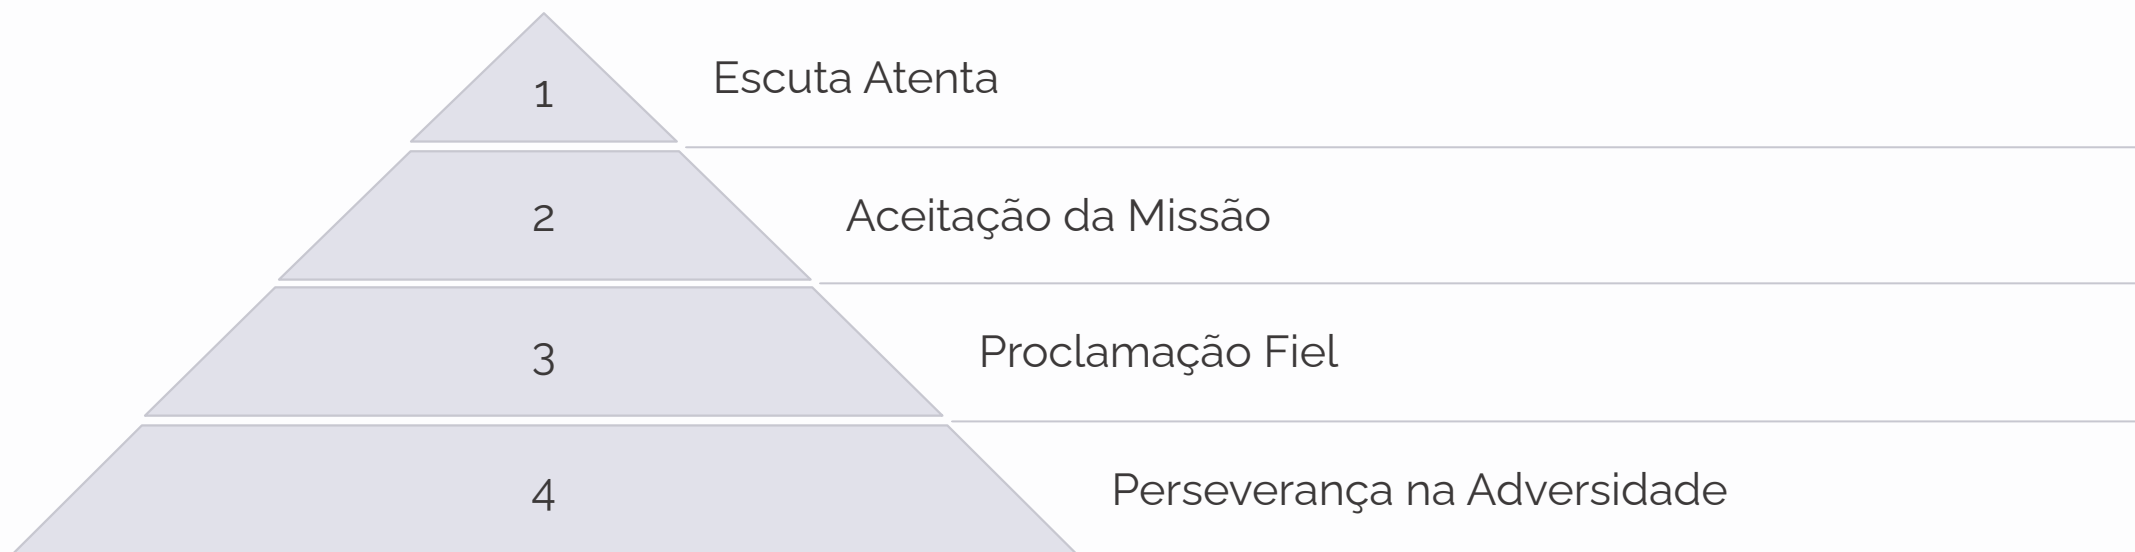 1
Escuta Atenta
2
Aceitação da Missão
3
Proclamação Fiel
4
Perseverança na Adversidade